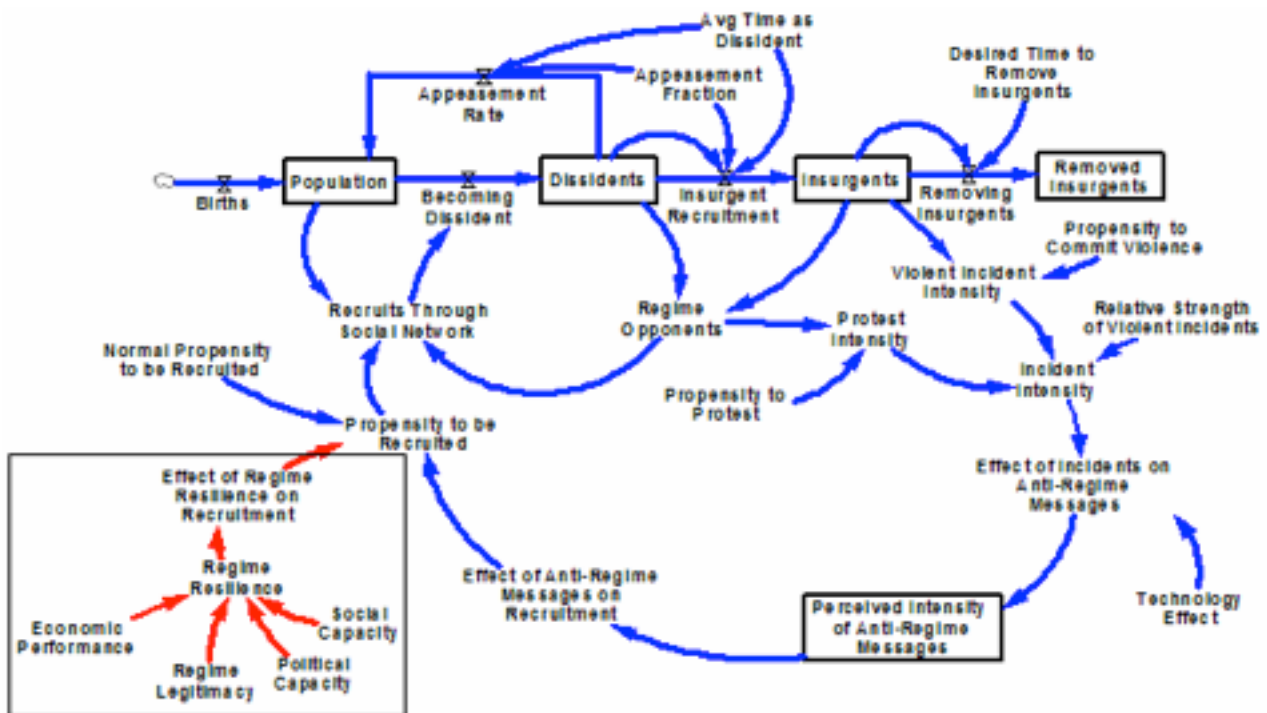 Avg Time as
Dissident
Desired Time to
Remove
Insurgents
Appeasement
Fraction
Appeasement
Rate
Births
Population
Becoming
Dissident
Dissidents
Insurgent
Recruitment
Insurgents
Removing
Insurgents
Removed
Insurgents
Propensity to
Commit Violence
Violent Incident
Intensity
Recruits Through
Social Network
Regime
Opponents
Protest
Intensity
Relative Strength
of Violent Incidents
Normal Propensity
to be Recruited
Incident
Intensity
Propensity to
Protest
Propensity to be
Recruited
Effect of Regime
Resilience on
Recruitment
Effect of Incidents on
Anti-Regime
Messages
Regime
Resilience
Effect of Anti-Regime
Messages on
Recruitment
Perceived Intensity
of Anti-Regime
Messages
Technology
Effect
Economic
Performance
Social
Capacity
Regime
Legitimacy
Political
Capacity